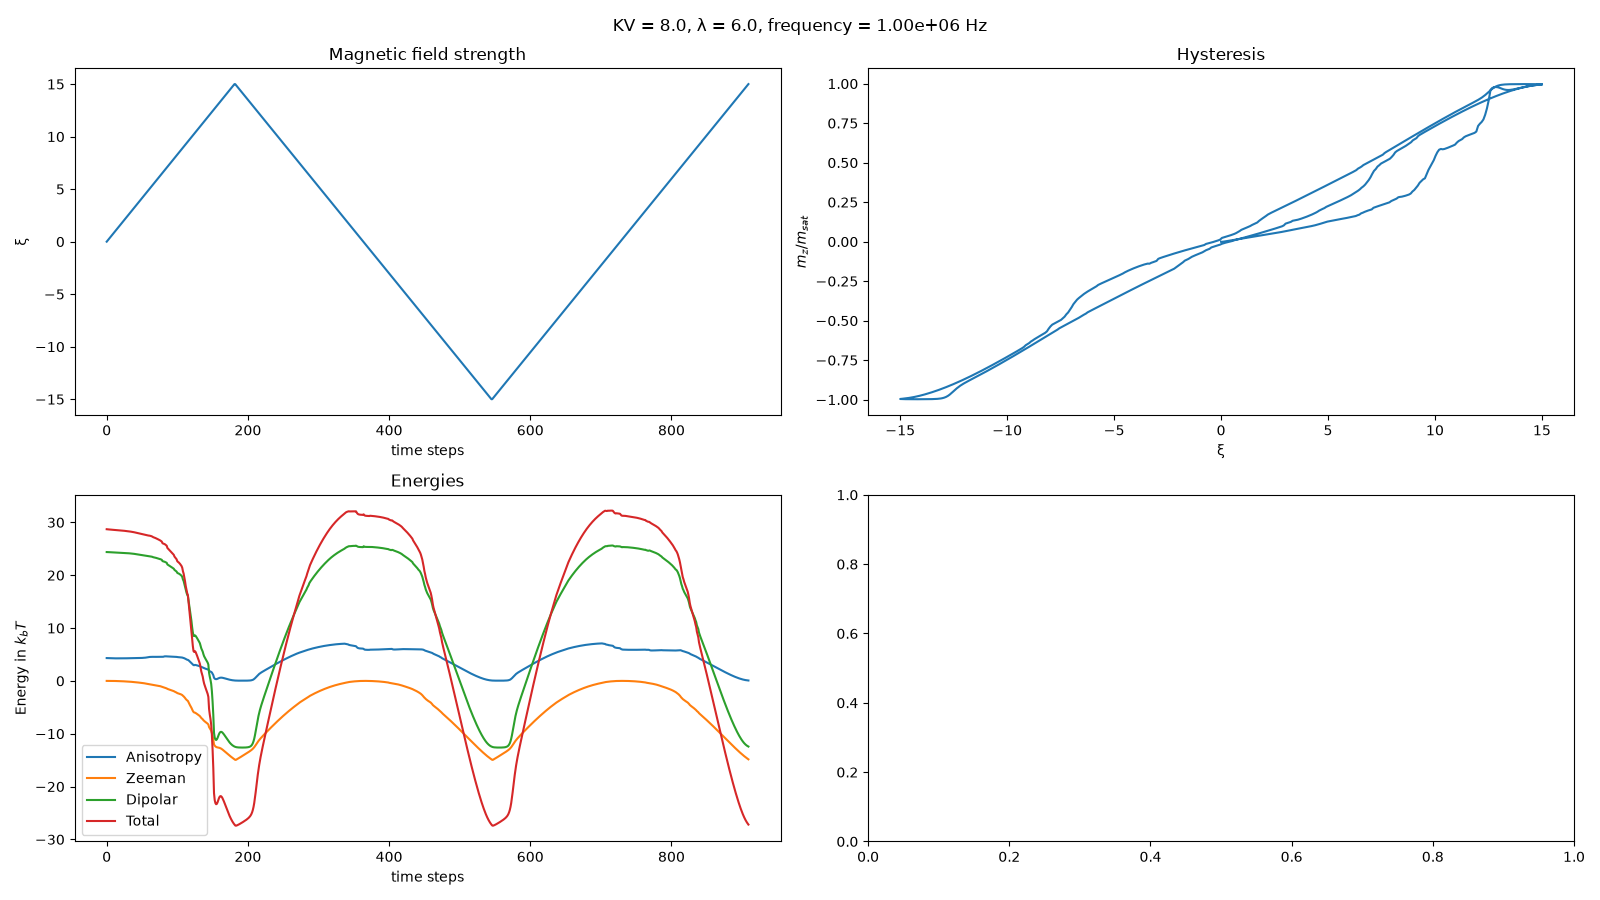 KV = 8.0, λ = 6.0, frequency = 1.00e+06 Hz
Magnetic field strength
15
10
5
0
−5
−10
−15
ξ
0 200 400 600 800
time steps
Hysteresis
1.00
0.75
0.50
0.25
0.00
−0.25
−0.50
−0.75
−1.00
m_z/m_sat
−15 −10 −5 0 5 10 15
ξ
Energies
30
20
10
0
−10
−20
−30
Energy in k_bT
Anisotropy
Zeeman
Dipolar
Total
0 200 400 600 800
time steps
1.0
0.8
0.6
0.4
0.2
0.0
0.0 0.2 0.4 0.6 0.8 1.0